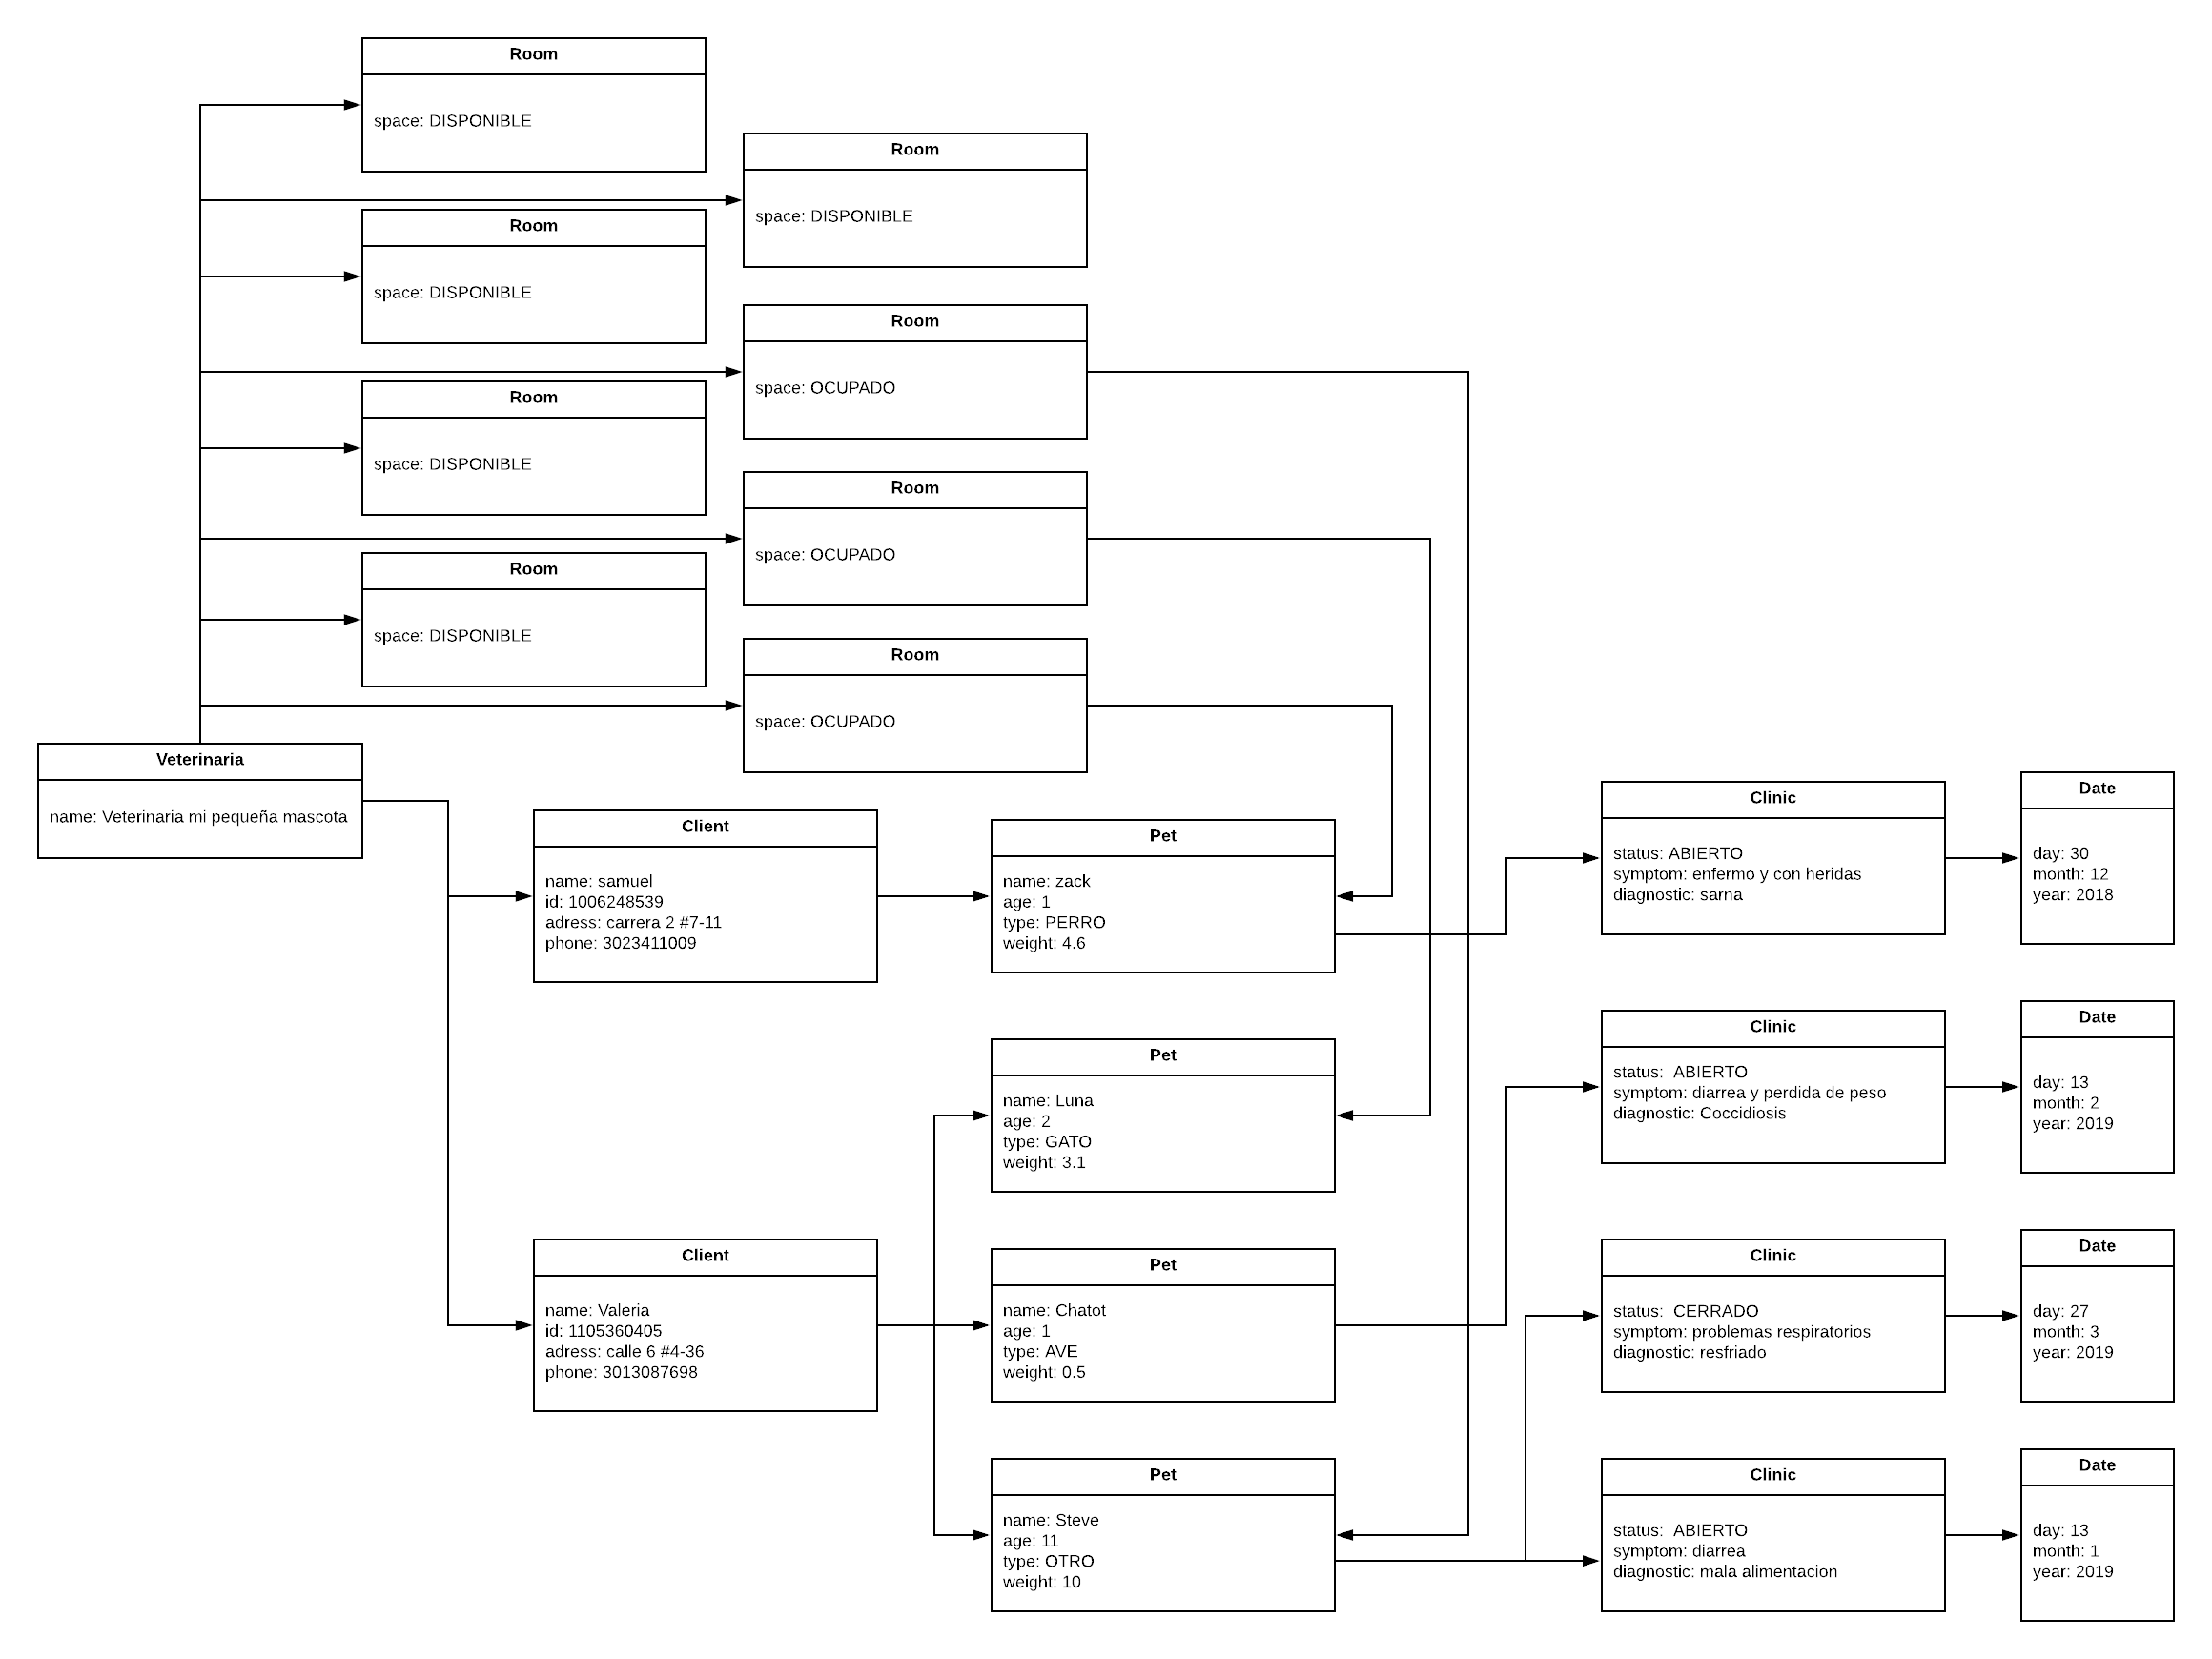 Room
space: DISPONIBLE
Room
space: DISPONIBLE
Room
space: DISPONIBLE
Room
space: OCUPADO
Room
space: DISPONIBLE
Room
space: OCUPADO
Room
space: DISPONIBLE
Room
space: OCUPADO
Veterinaria
name: Veterinaria mi pequeña mascota
Client
name: samuel
id: 1006248539
adress: carrera 2 #7-11
phone: 3023411009
Pet
name: zack
age: 1
type: PERRO
weight: 4.6
Clinic
status: ABIERTO
symptom: enfermo y con heridas
diagnostic: sarna
Date
day: 30
month: 12
year: 2018
Pet
name: Luna
age: 2
type: GATO
weight: 3.1
Clinic
status:  ABIERTO
symptom: diarrea y perdida de peso
diagnostic: Coccidiosis
Date
day: 13
month: 2
year: 2019
Client
name: Valeria
id: 1105360405
adress: calle 6 #4-36
phone: 3013087698
Pet
name: Chatot
age: 1
type: AVE
weight: 0.5
Clinic
status:  CERRADO
symptom: problemas respiratorios
diagnostic: resfriado
Date
day: 27
month: 3
year: 2019
Pet
name: Steve
age: 11
type: OTRO
weight: 10
Clinic
status:  ABIERTO
symptom: diarrea
diagnostic: mala alimentacion
Date
day: 13
month: 1
year: 2019